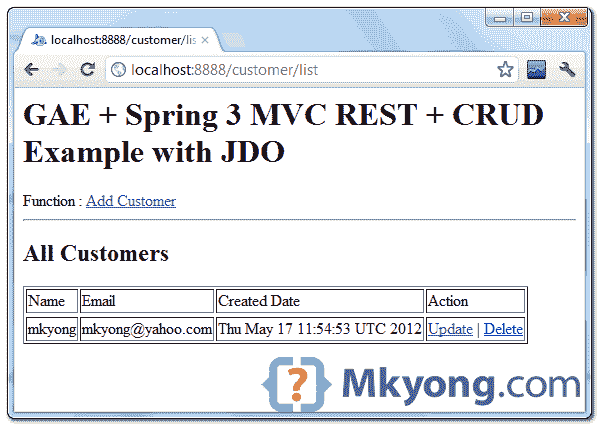 localhost:8888/customer/lis
localhost:8888/customer/list
GAE + Spring 3 MVC REST + CRUD
Example with JDO
Function : Add Customer
All Customers
Name Email Created Date Action
mkyong mkyong@yahoo.com Thu May 17 11:54:53 UTC 2012 Update | Delete
{?} Mkyong.com